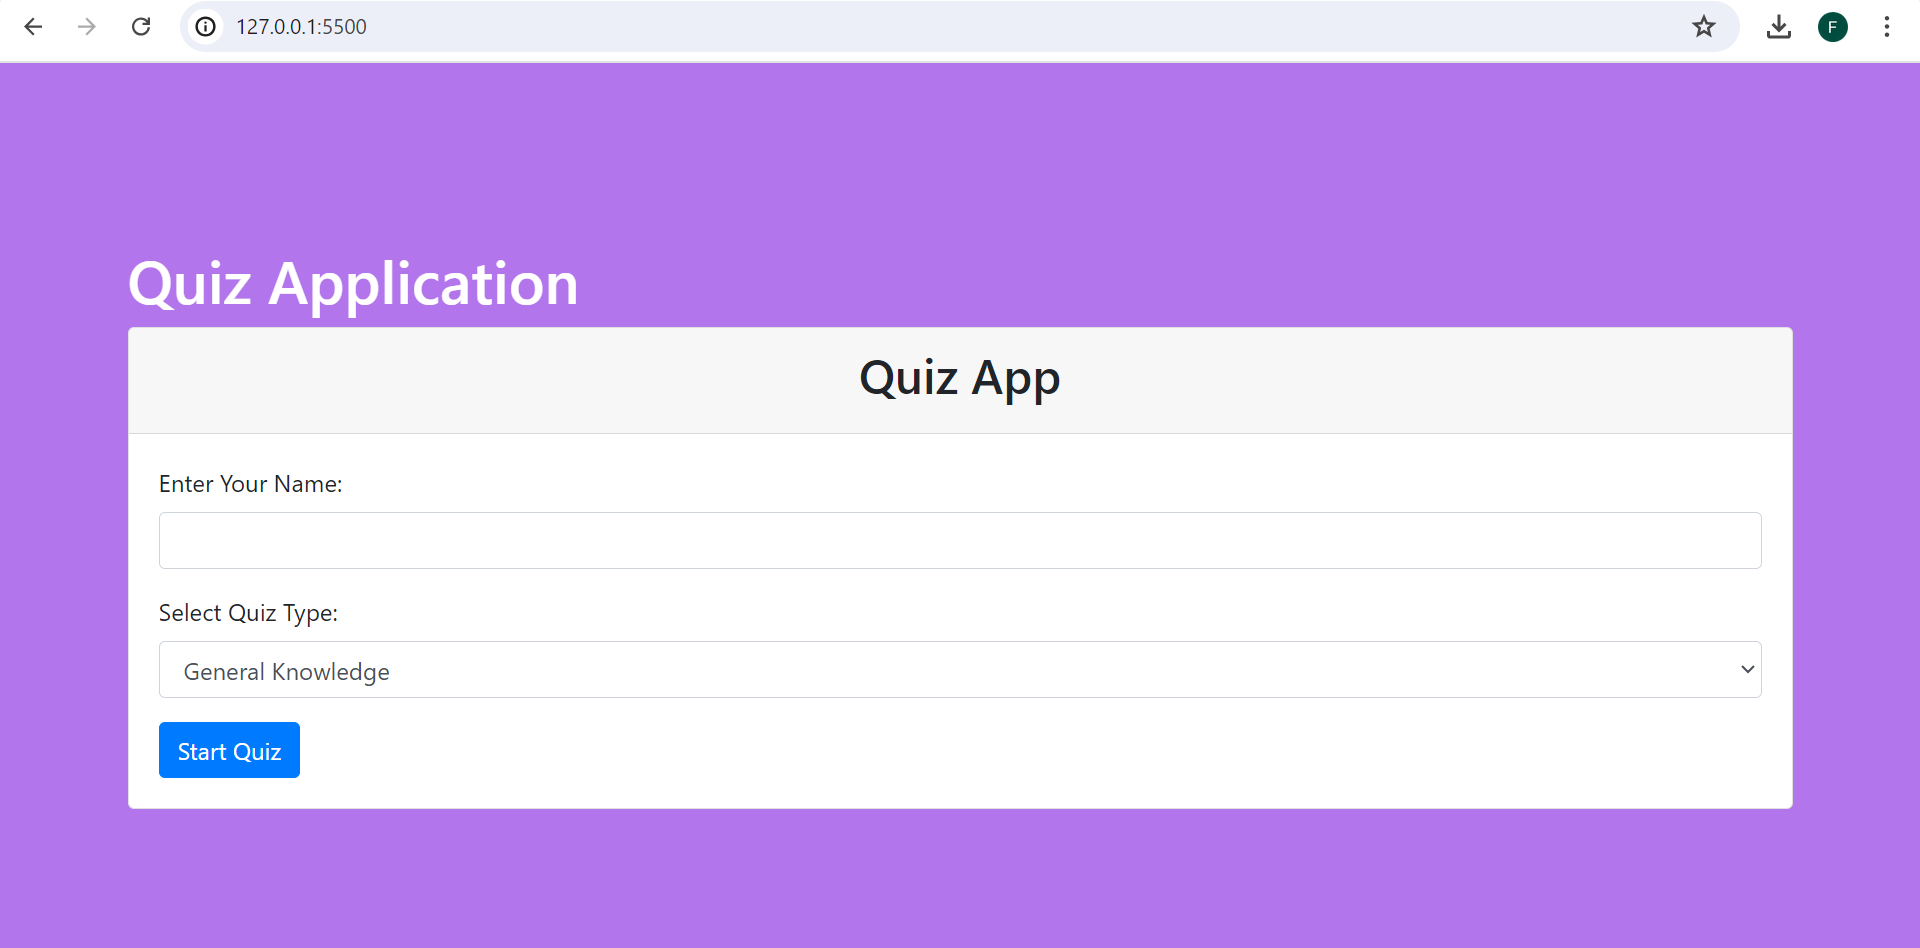 127.0.0.1:5500
F
Quiz Application
Quiz App
Enter Your Name:
Select Quiz Type:
General Knowledge
Start Quiz